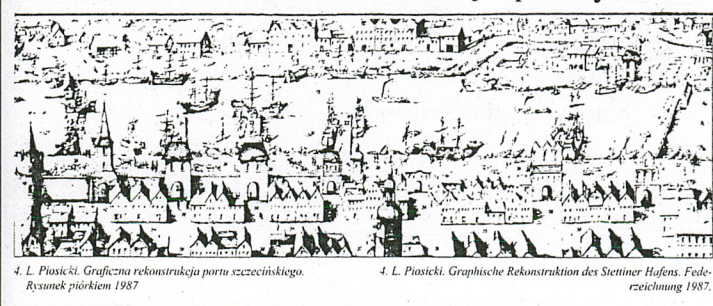 4. L. Piosicki. Graficzna rekonstrukcja portu szczecińskiego.
Rysunek piórkiem 1987
4. L. Piosicki. Graphische Rekonstruktion des Stettiner Hafens. Fede-
rzeichnung 1987.